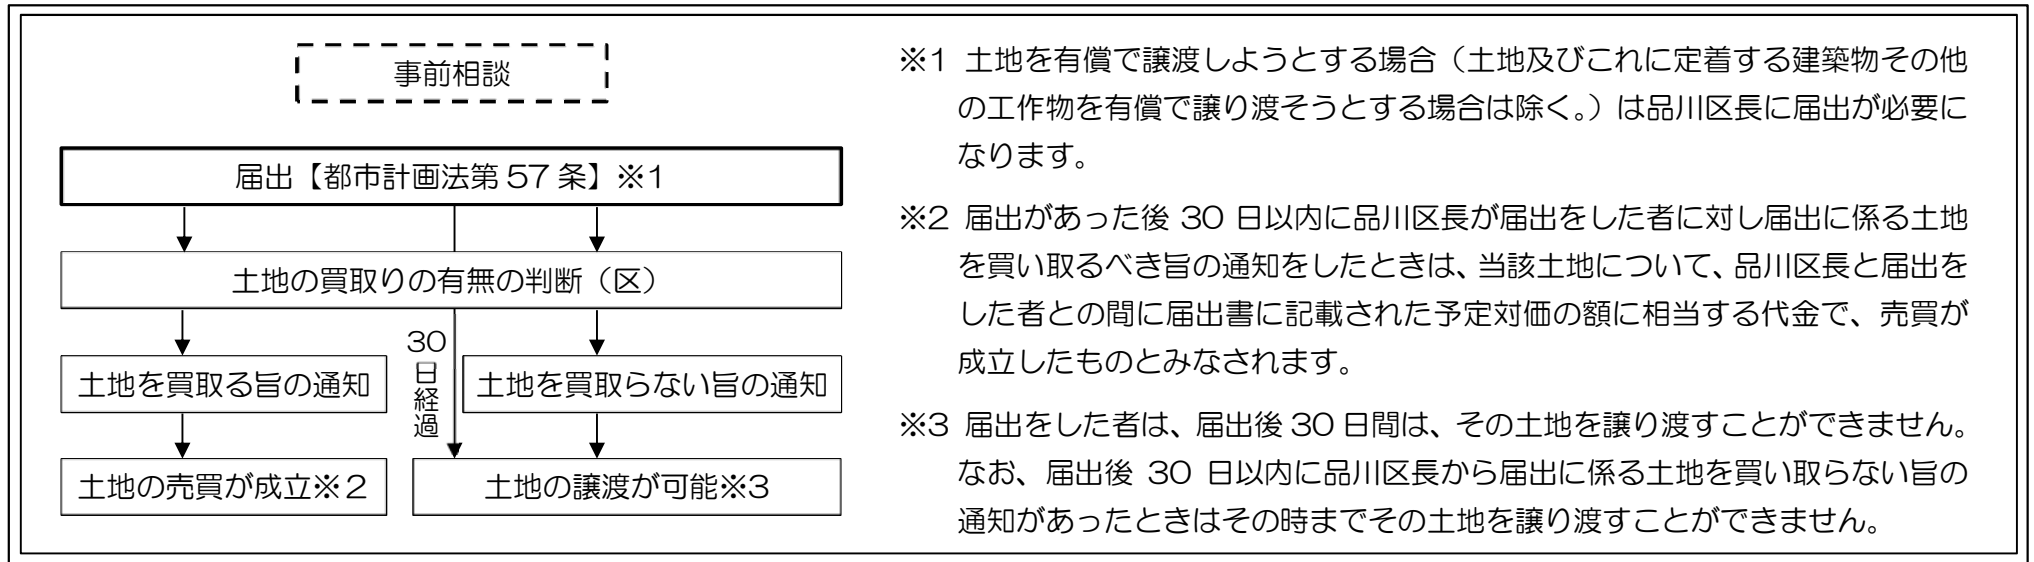 事前相談
届出【都市計画法第57条】※1
土地の買取りの有無の判断（区）
30日経過
土地を買取る旨の通知
土地を買取らない旨の通知
土地の売買が成立※2
土地の譲渡が可能※3
※1 土地を有償で譲渡しようとする場合（土地及びこれに定着する建築物その他
の工作物を有償で譲り渡そうとする場合は除く。）は品川区長に届出が必要に
なります。
※2 届出があった後 30 日以内に品川区長が届出をした者に対し届出に係る土地
を買い取るべき旨の通知をしたときは、当該土地について、品川区長と届出を
した者との間に届出書に記載された予定対価の額に相当する代金で、売買が
成立したものとみなされます。
※3 届出をした者は、届出後 30 日間は、その土地を譲り渡すことができません。
なお、届出後 30 日以内に品川区長から届出に係る土地を買い取らない旨の
通知があったときはその時までその土地を譲り渡すことができません。